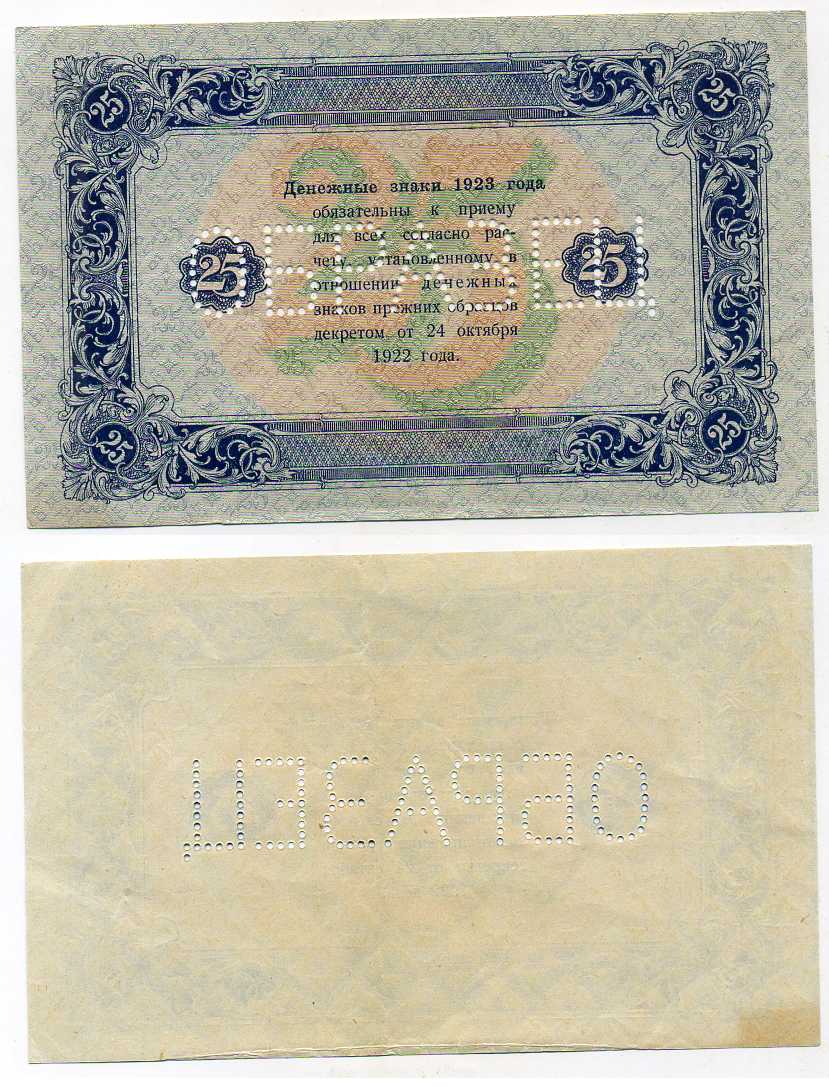 25 25
Денежные знаки 1923 года
обязательны к приему
для всех согласно рас-
чету, установленному в
отношении денежных
знаков прежних образцов
декретом от 24 октября
1922 года.
25 25
ОБРАЗЕЦ
25 25
ОБРАЗЕЦ